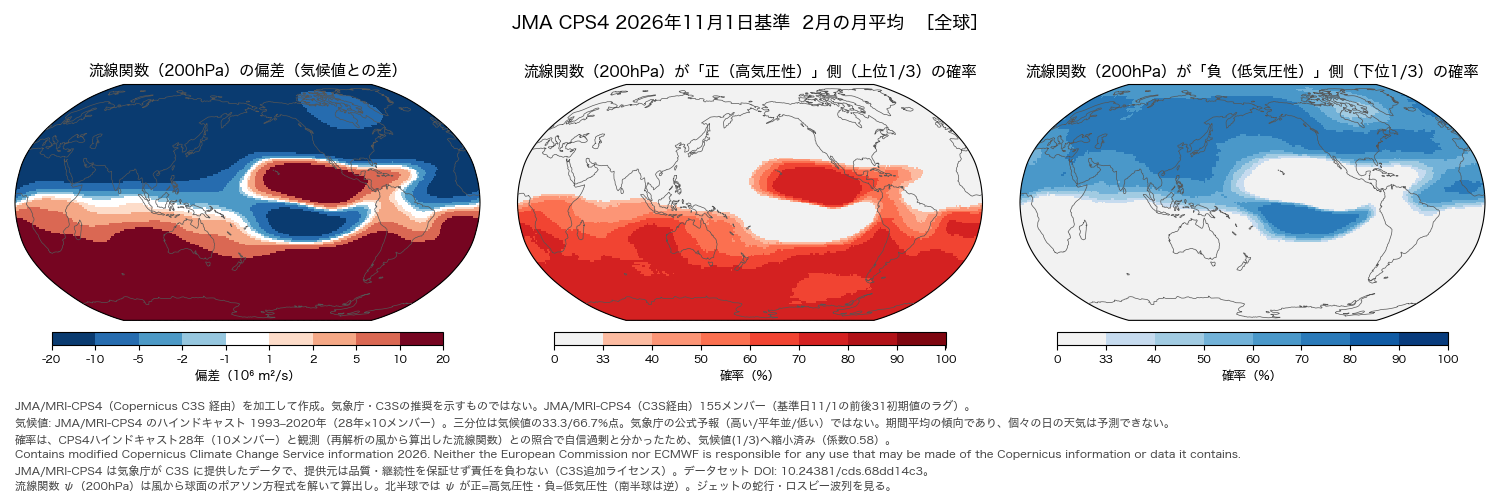 JMA CPS4 2026年11月1日基準 2月の月平均 ［全球］
流線関数（200hPa）の偏差（気候値との差）
流線関数（200hPa）が「正（高気圧性）」側（上位1/3）の確率
流線関数（200hPa）が「負（低気圧性）」側（下位1/3）の確率
-20 -10 -5 -2 -1 1 2 5 10 20
偏差（10⁶ m²/s）
0 33 40 50 60 70 80 90 100
確率（%）
0 33 40 50 60 70 80 90 100
確率（%）
JMA/MRI-CPS4（Copernicus C3S 経由）を加工して作成。気象庁・C3Sの推奨を示すものではない。JMA/MRI-CPS4（C3S経由）155メンバー（基準日11/1の前後31初期値のラグ）。
気候値: JMA/MRI-CPS4 のハインドキャスト 1993–2020年（28年×10メンバー）。三分位は気候値の33.3/66.7%点。気象庁の公式予報（高い/平年並/低い）ではない。期間平均の傾向であり、個々の日の天気は予測できない。
確率は、CPS4ハインドキャスト28年（10メンバー）と観測（再解析の風から算出した流線関数）との照合で自信過剰と分かったため、気候値(1/3)へ縮小済み（係数0.58）。
Contains modified Copernicus Climate Change Service information 2026. Neither the European Commission nor ECMWF is responsible for any use that may be made of the Copernicus information or data it contains.
JMA/MRI-CPS4 は気象庁が C3S に提供したデータで、提供元は品質・継続性を保証せず責任を負わない（C3S追加ライセンス）。データセット DOI: 10.24381/cds.68dd14c3。
流線関数 ψ（200hPa）は風から球面のポアソン方程式を解いて算出し。北半球では ψ が正=高気圧性・負=低気圧性（南半球は逆）。ジェットの蛇行・ロスビー波列を見る。